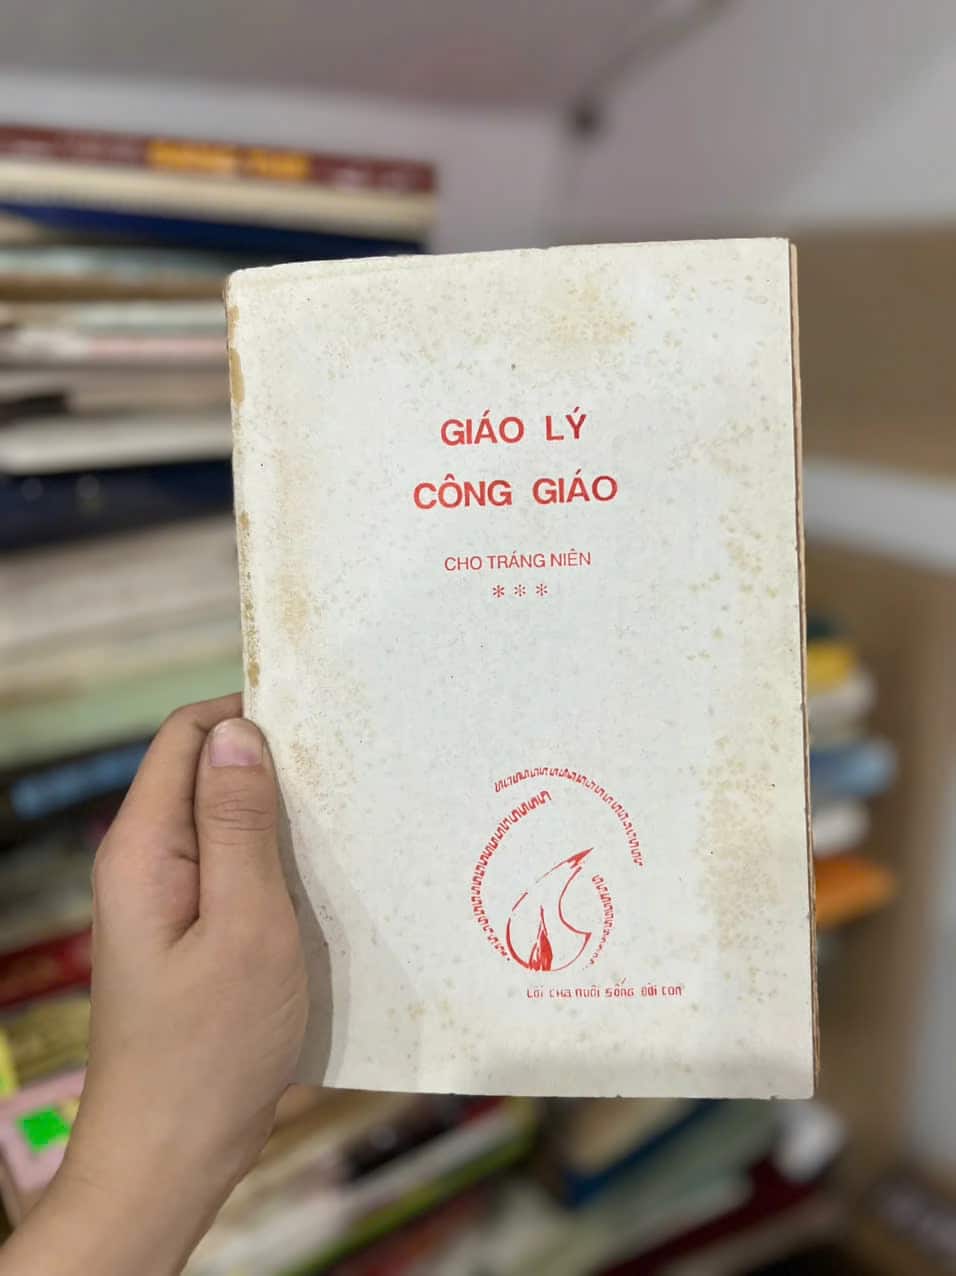 GIÁO LÝ
CÔNG GIÁO
CHO TRÁNG NIÊN
***
Lời CHa nuôi sống đời con